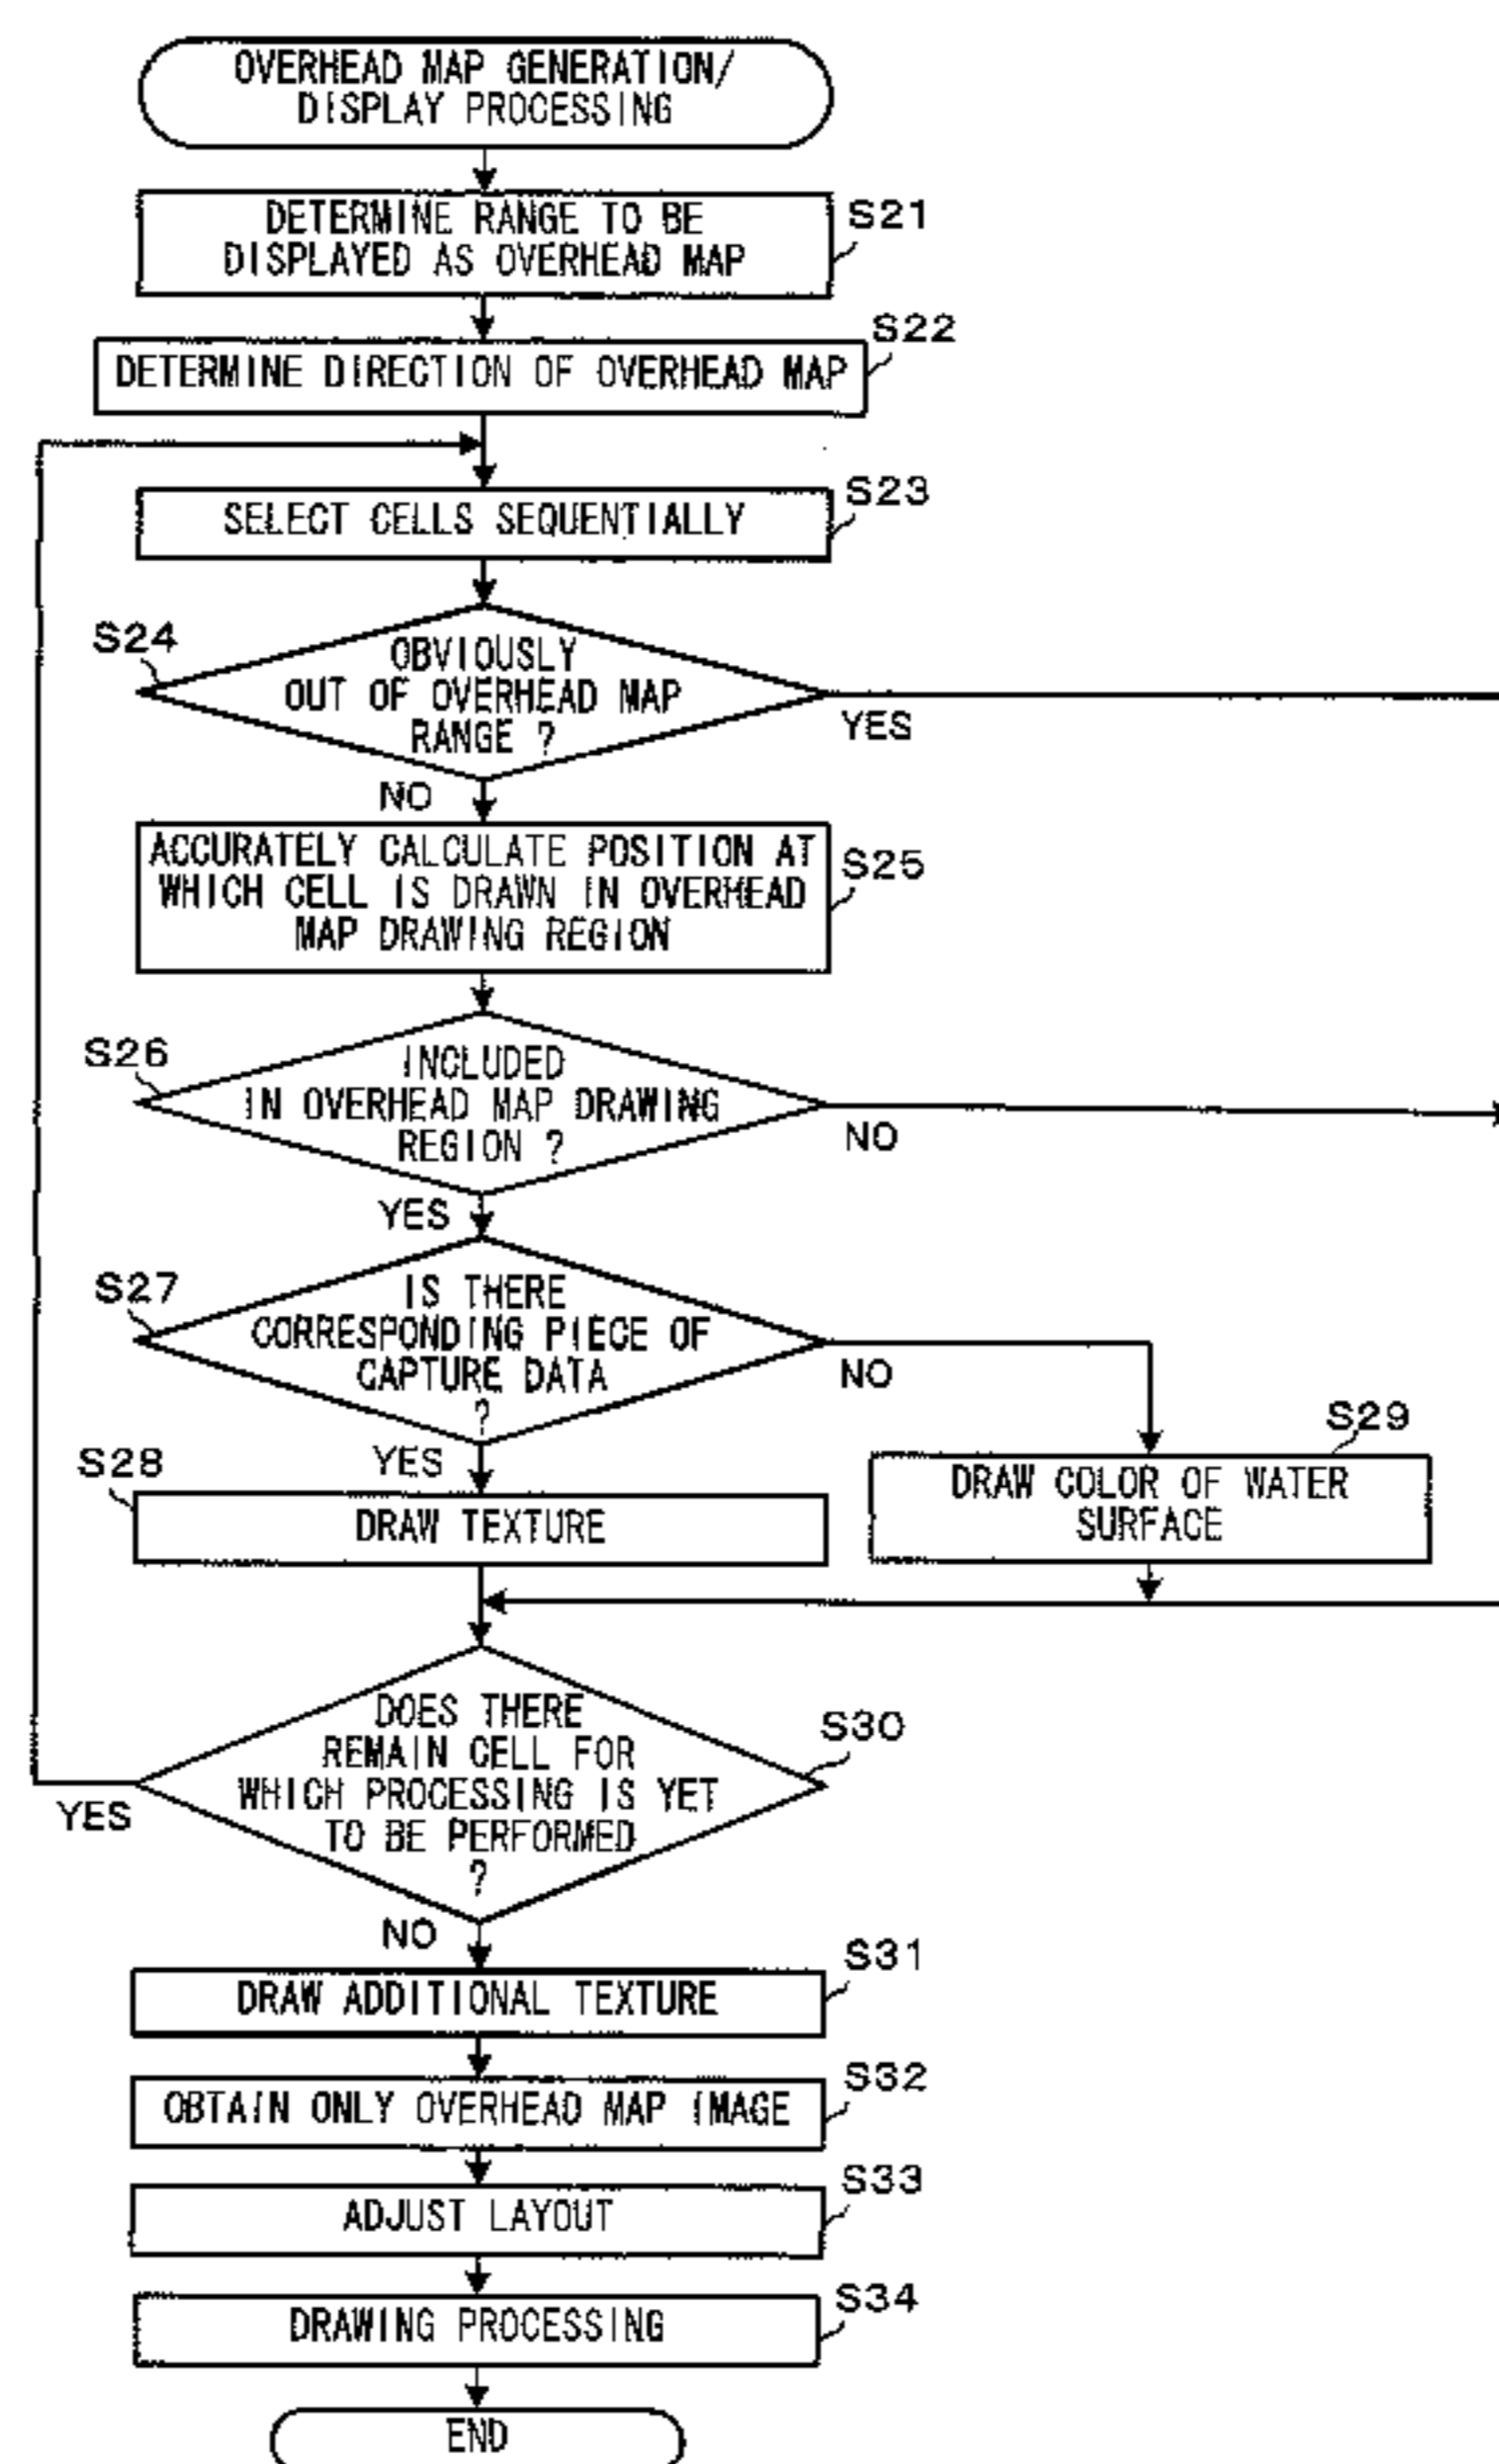 OVERHEAD MAP GENERATION/
DISPLAY PROCESSING
DETERMINE RANGE TO BE
DISPLAYED AS OVERHEAD MAP
S21
DETERMINE DIRECTION OF OVERHEAD MAP
S22
SELECT CELLS SEQUENTIALLY
S23
S24
OBVIOUSLY
OUT OF OVERHEAD MAP
RANGE ?
YES
NO
ACCURATELY CALCULATE POSITION AT
WHICH CELL IS DRAWN IN OVERHEAD
MAP DRAWING REGION
S25
S26
INCLUDED
IN OVERHEAD MAP DRAWING
REGION ?
NO
YES
S27
IS THERE
CORRESPONDING PIECE OF
CAPTURE DATA
?
NO
YES
S28
DRAW TEXTURE
S29
DRAW COLOR OF WATER
SURFACE
DOES THERE
REMAIN CELL FOR
WHICH PROCESSING IS YET
TO BE PERFORMED
?
S30
YES
NO
DRAW ADDITIONAL TEXTURE
S31
OBTAIN ONLY OVERHEAD MAP IMAGE
S32
ADJUST LAYOUT
S33
DRAWING PROCESSING
S34
END